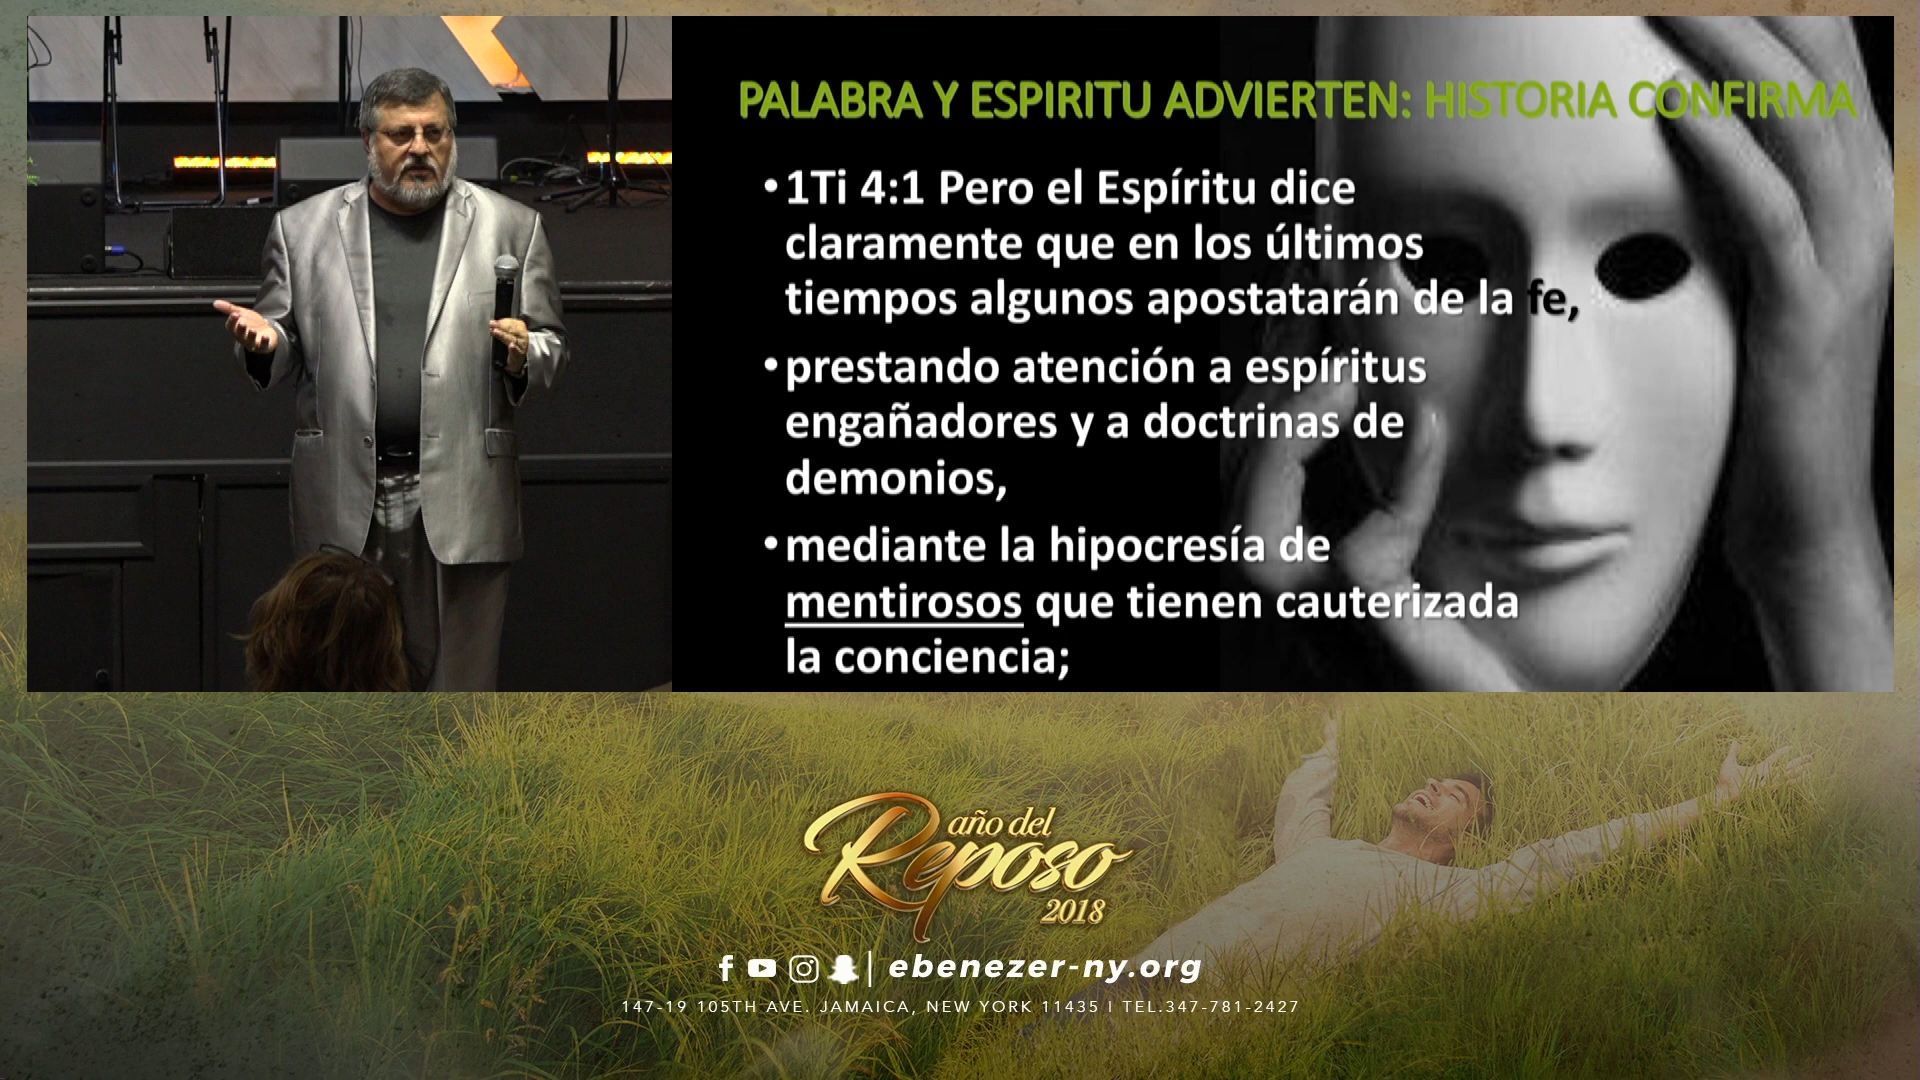 PALABRA Y ESPIRITU ADVIERTEN: HISTORIA CONFIRMA
• 1Ti 4:1 Pero el Espíritu dice
claramente que en los últimos
tiempos algunos apostatarán de la fe,
• prestando atención a espíritus
engañadores y a doctrinas de
demonios,
• mediante la hipocresía de
mentirosos que tienen cauterizada
la conciencia;
año del
Reposo
2018
ebenezer-ny.org
147-19 105TH AVE. JAMAICA, NEW YORK 11435 | TEL.347-781-2427